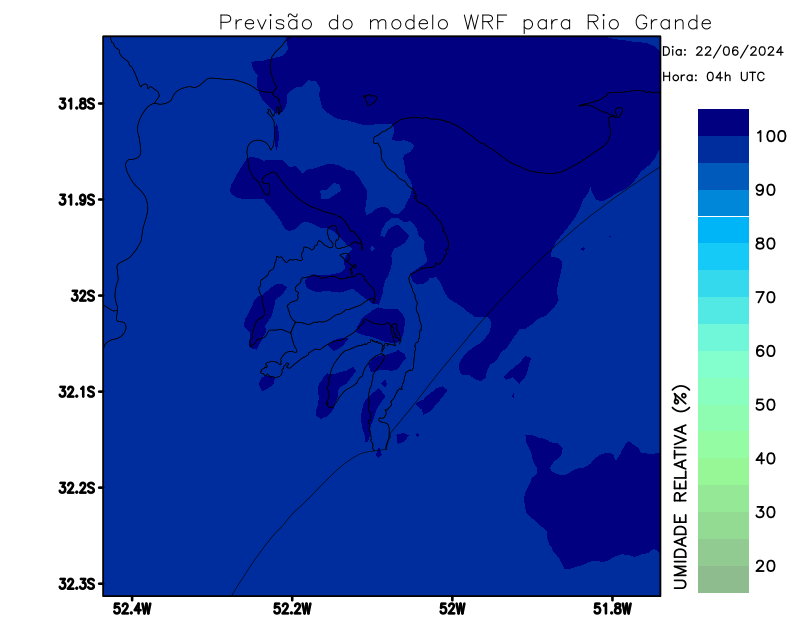 Previsão do modelo WRF para Rio Grande
Dia: 22/06/2024
Hora: 04h UTC
31.8S
31.9S
32S
32.1S
32.2S
32.3S
52.4W
52.2W
52W
51.8W
UMIDADE RELATIVA (%)
100
90
80
70
60
50
40
30
20